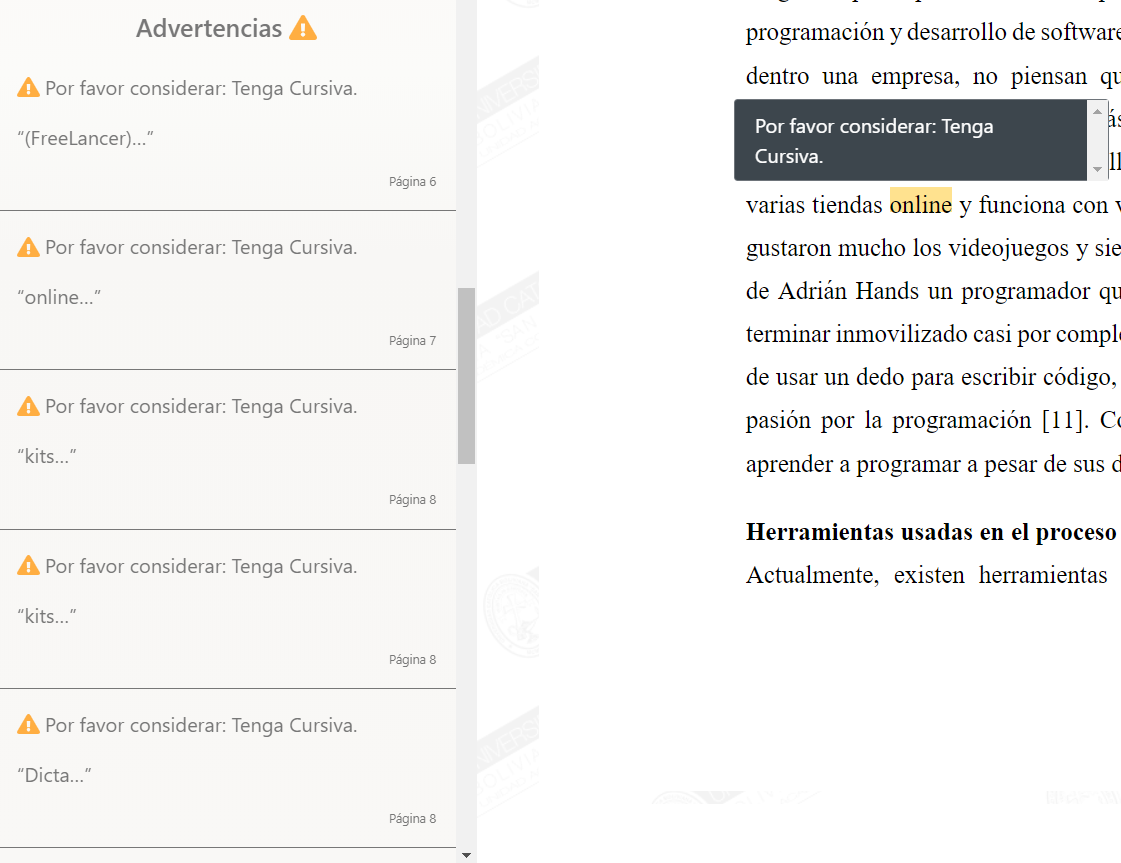 Advertencias
Por favor considerar: Tenga Cursiva.
“(FreeLancer)...”
Página 6
Por favor considerar: Tenga Cursiva.
“online...”
Página 7
Por favor considerar: Tenga Cursiva.
“kits...”
Página 8
Por favor considerar: Tenga Cursiva.
“kits...”
Página 8
Por favor considerar: Tenga Cursiva.
“Dicta...”
Página 8
programación y desarrollo de software
dentro una empresa, no piensan qu
Por favor considerar: Tenga
Cursiva.
varias tiendas online y funciona con v
gustaron mucho los videojuegos y sie
de Adrián Hands un programador qu
terminar inmovilizado casi por comple
de usar un dedo para escribir código,
pasión por la programación [11]. Co
aprender a programar a pesar de sus d
Herramientas usadas en el proceso
Actualmente, existen herramientas